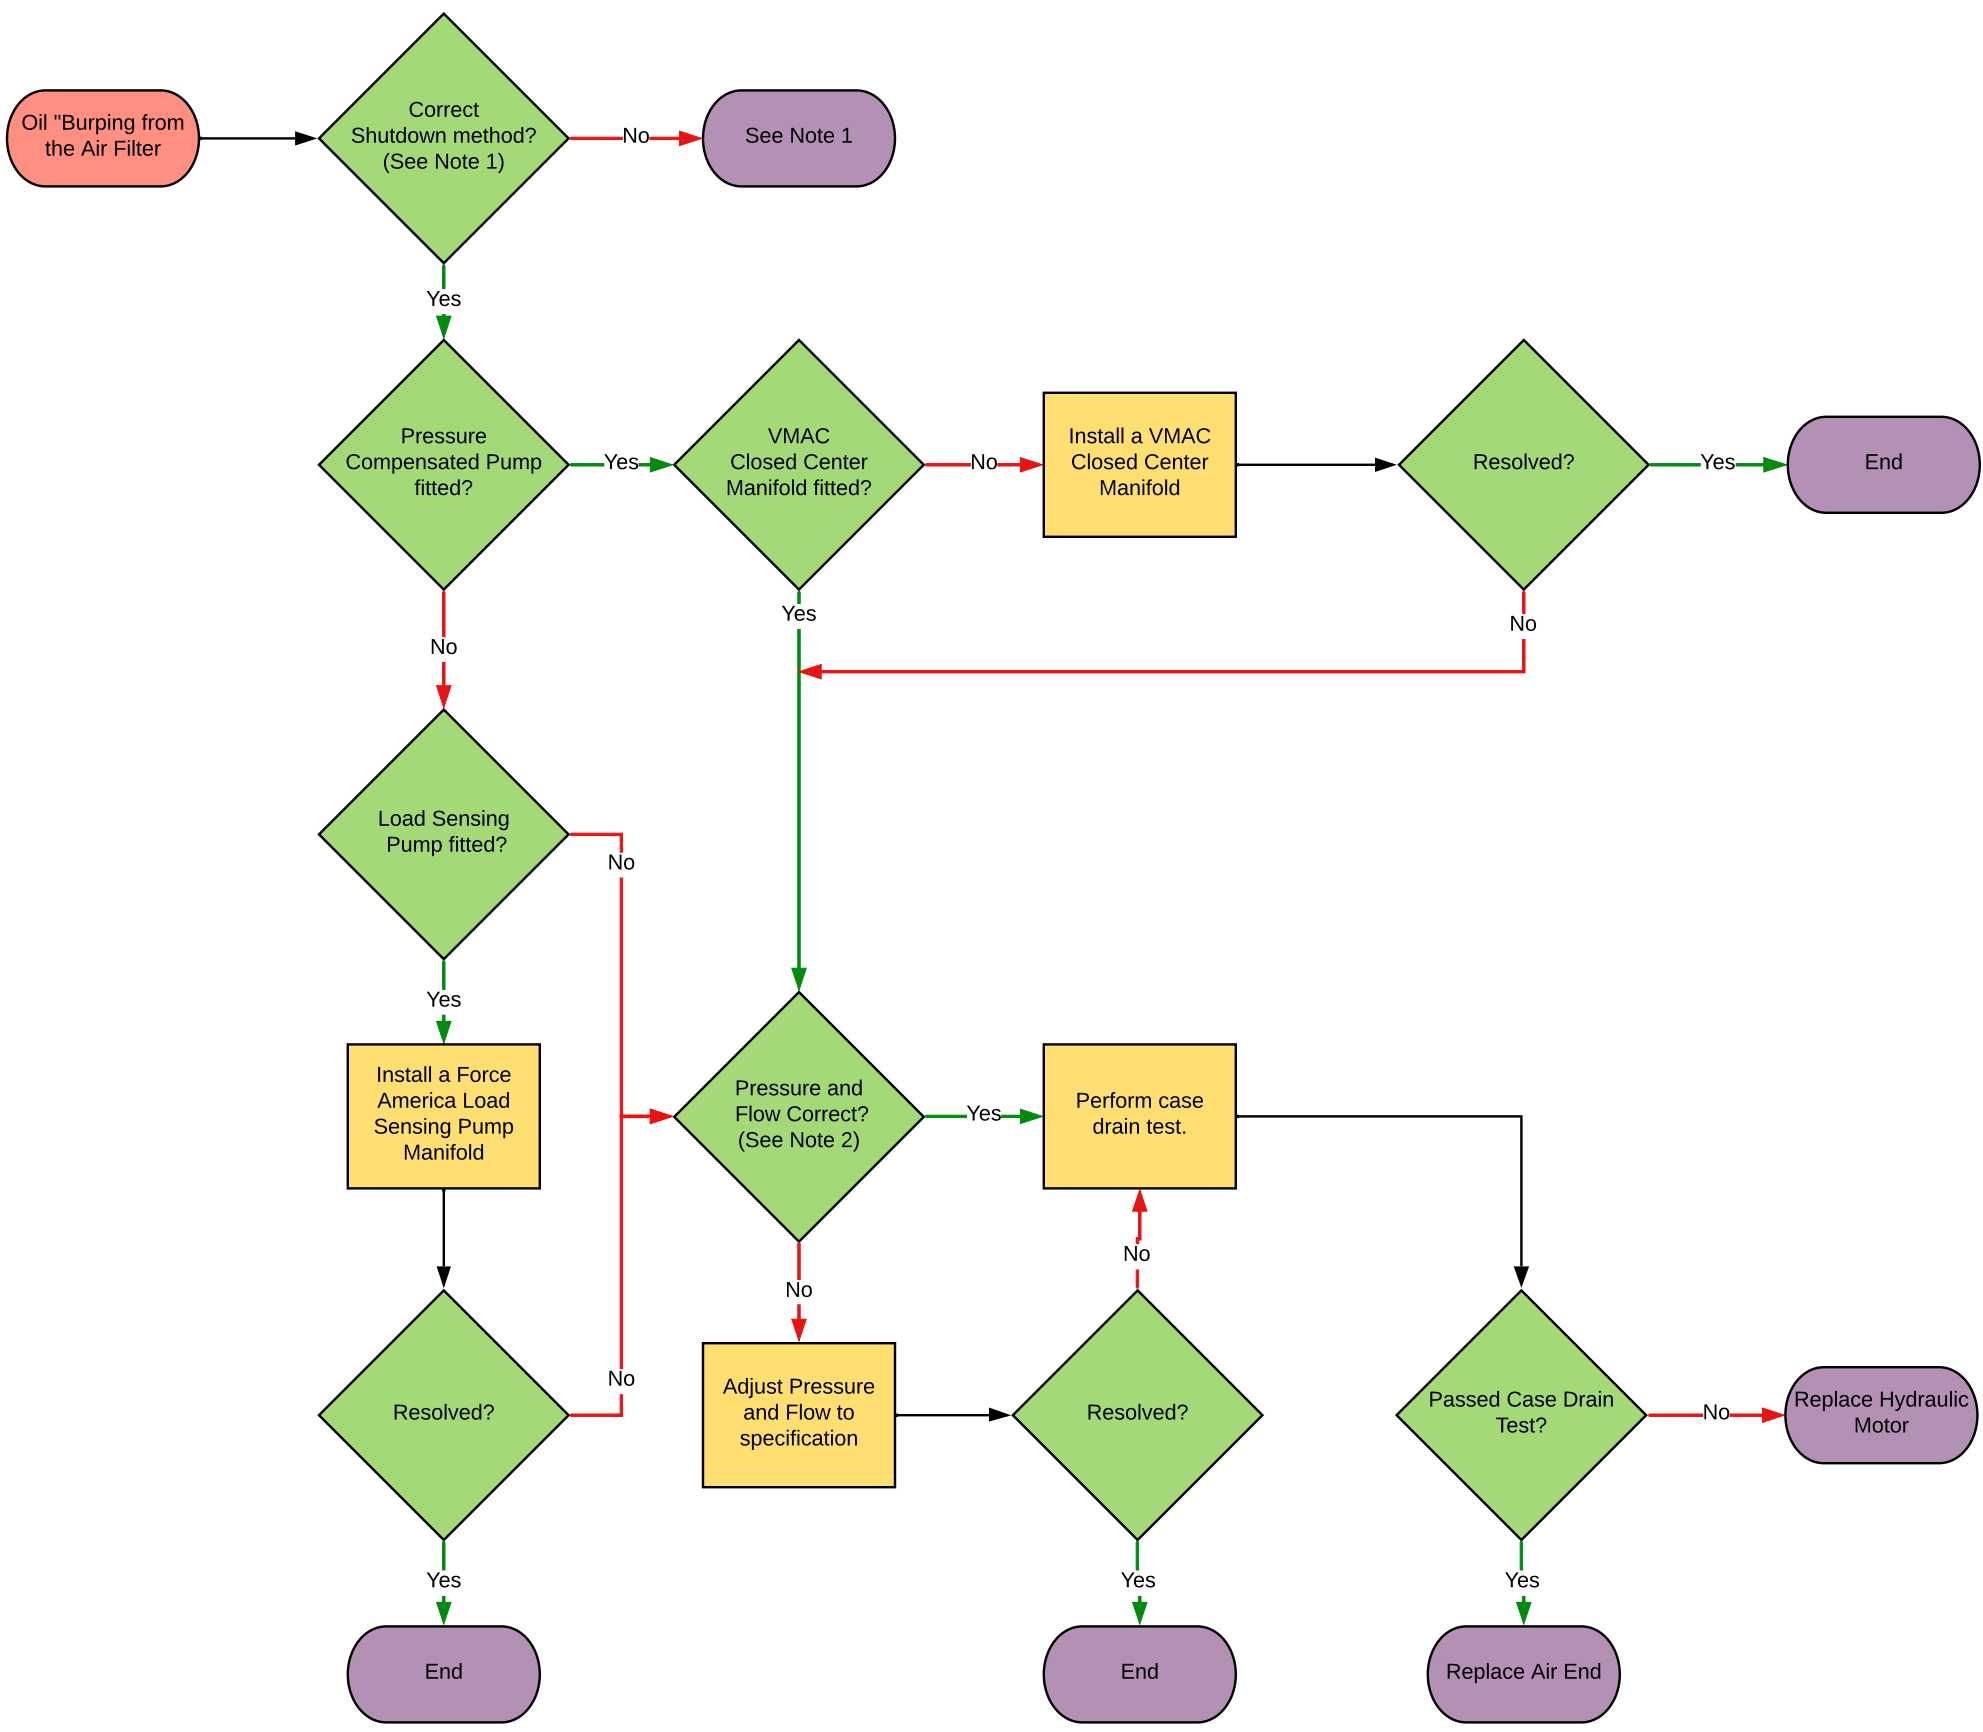 Oil "Burping from
the Air Filter
Correct
Shutdown method?
(See Note 1)
No
See Note 1
Yes
Pressure
Compensated Pump
fitted?
Yes
VMAC
Closed Center
Manifold fitted?
No
Install a VMAC
Closed Center
Manifold
Resolved?
Yes
End
Yes
No
No
Load Sensing
Pump fitted?
No
Yes
Install a Force
America Load
Sensing Pump
Manifold
Pressure and
Flow Correct?
(See Note 2)
Yes
Perform case
drain test.
No
No
Resolved?
No
Adjust Pressure
and Flow to
specification
Resolved?
Passed Case Drain
Test?
No
Replace Hydraulic
Motor
Yes
Yes
Yes
End
End
Replace Air End